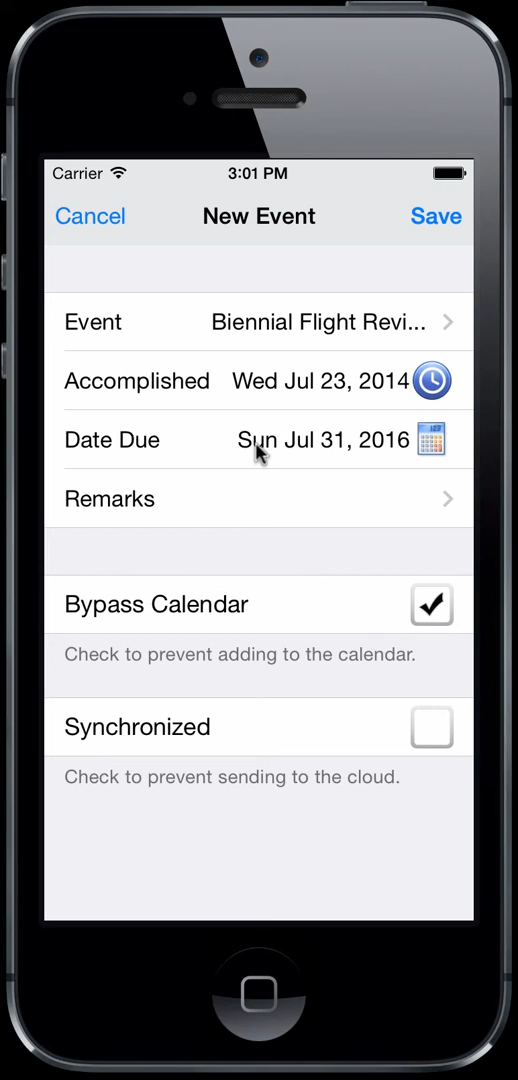 Carrier 3:01 PM
Cancel New Event Save
Event Biennial Flight Revi...
Accomplished Wed Jul 23, 2014
Date Due Sun Jul 31, 2016
Remarks
Bypass Calendar
Check to prevent adding to the calendar.
Synchronized
Check to prevent sending to the cloud.